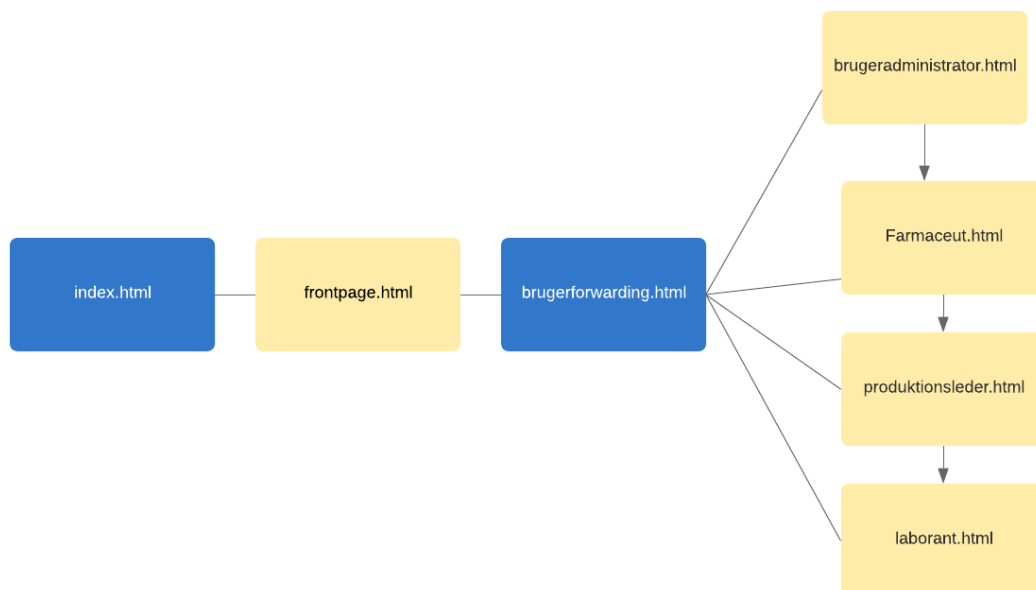 brugeradministrator.html
Farmaceut.html
index.html
frontpage.html
brugerforwarding.html
produktionsleder.html
laborant.html